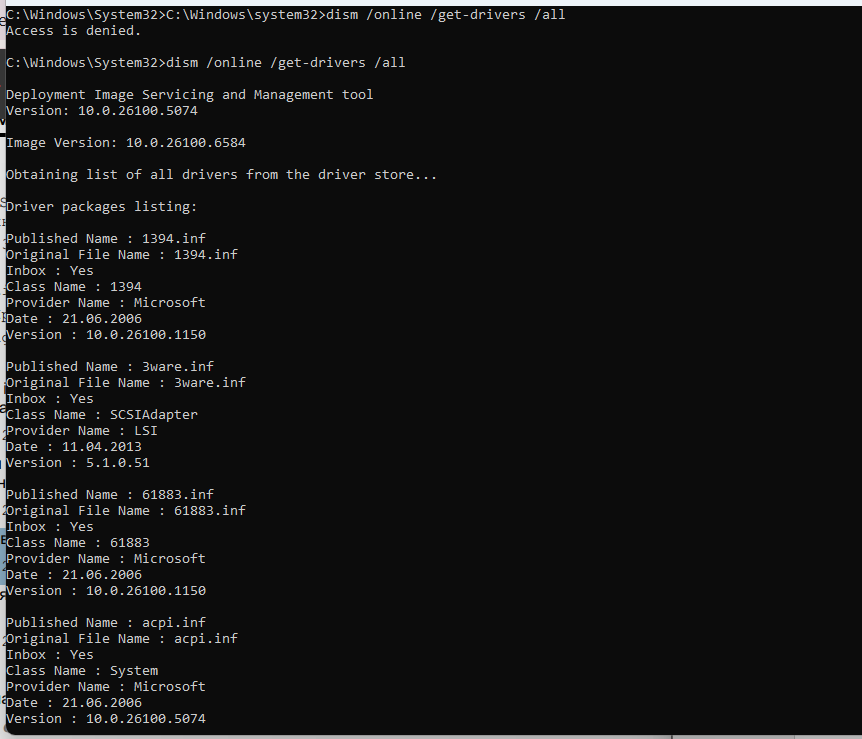 C:\Windows\System32>C:\Windows\system32>dism /online /get-drivers /all
Access is denied.
C:\Windows\System32>dism /online /get-drivers /all
Deployment Image Servicing and Management tool
Version: 10.0.26100.5074
Image Version: 10.0.26100.6584
Obtaining list of all drivers from the driver store...
Driver packages listing:
Published Name : 1394.inf
Original File Name : 1394.inf
Inbox : Yes
Class Name : 1394
Provider Name : Microsoft
Date : 21.06.2006
Version : 10.0.26100.1150
Published Name : 3ware.inf
Original File Name : 3ware.inf
Inbox : Yes
Class Name : SCSIAdapter
Provider Name : LSI
Date : 11.04.2013
Version : 5.1.0.51
Published Name : 61883.inf
Original File Name : 61883.inf
Inbox : Yes
Class Name : 61883
Provider Name : Microsoft
Date : 21.06.2006
Version : 10.0.26100.1150
Published Name : acpi.inf
Original File Name : acpi.inf
Inbox : Yes
Class Name : System
Provider Name : Microsoft
Date : 21.06.2006
Version : 10.0.26100.5074